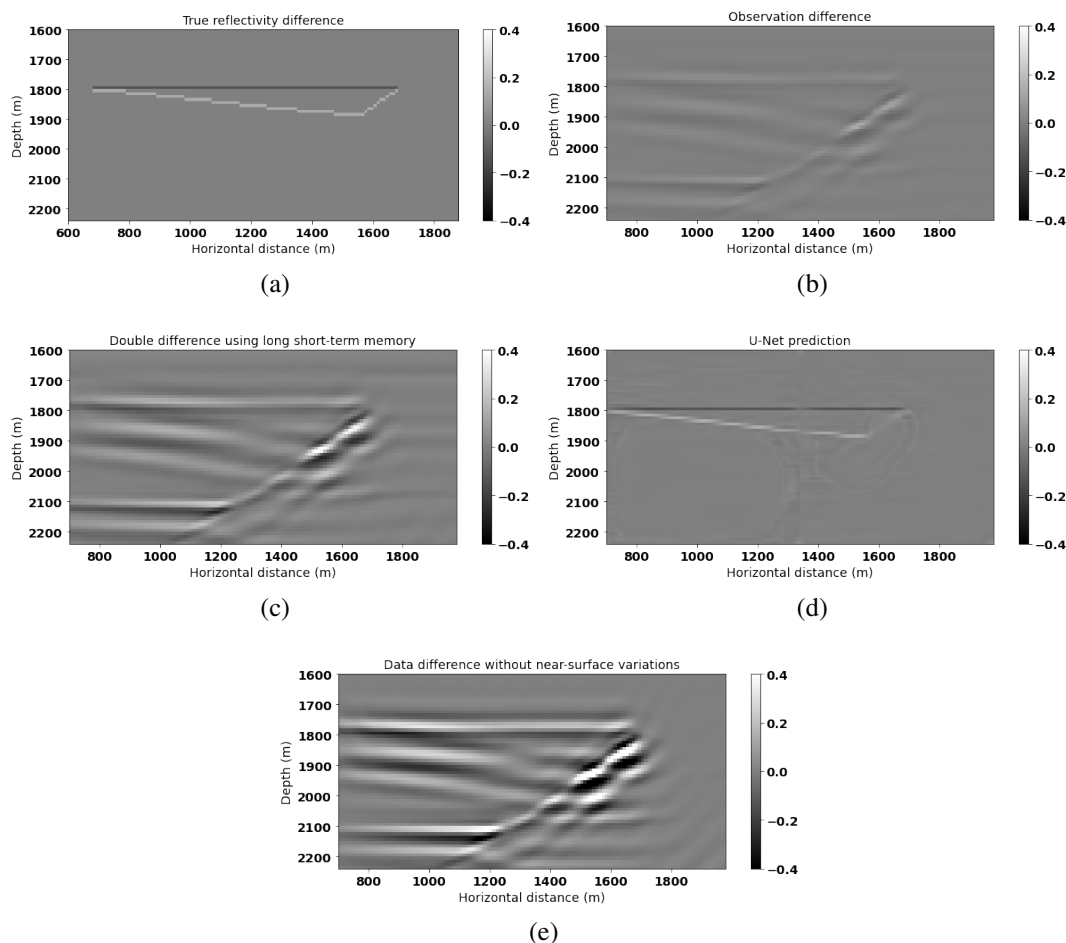 True reflectivity difference
1600
1700
1800
1900
2000
2100
2200
Depth (m)
600 800 1000 1200 1400 1600 1800
Horizontal distance (m)
0.4
0.2
0.0
−0.2
−0.4
(a)
Observation difference
1600
1700
1800
1900
2000
2100
2200
Depth (m)
800 1000 1200 1400 1600 1800
Horizontal distance (m)
0.4
0.2
0.0
−0.2
−0.4
(b)
Double difference using long short-term memory
1600
1700
1800
1900
2000
2100
2200
Depth (m)
800 1000 1200 1400 1600 1800
Horizontal distance (m)
0.4
0.2
0.0
−0.2
−0.4
(c)
U-Net prediction
1600
1700
1800
1900
2000
2100
2200
Depth (m)
800 1000 1200 1400 1600 1800
Horizontal distance (m)
0.4
0.2
0.0
−0.2
−0.4
(d)
Data difference without near-surface variations
1600
1700
1800
1900
2000
2100
2200
Depth (m)
800 1000 1200 1400 1600 1800
Horizontal distance (m)
0.4
0.2
0.0
−0.2
−0.4
(e)